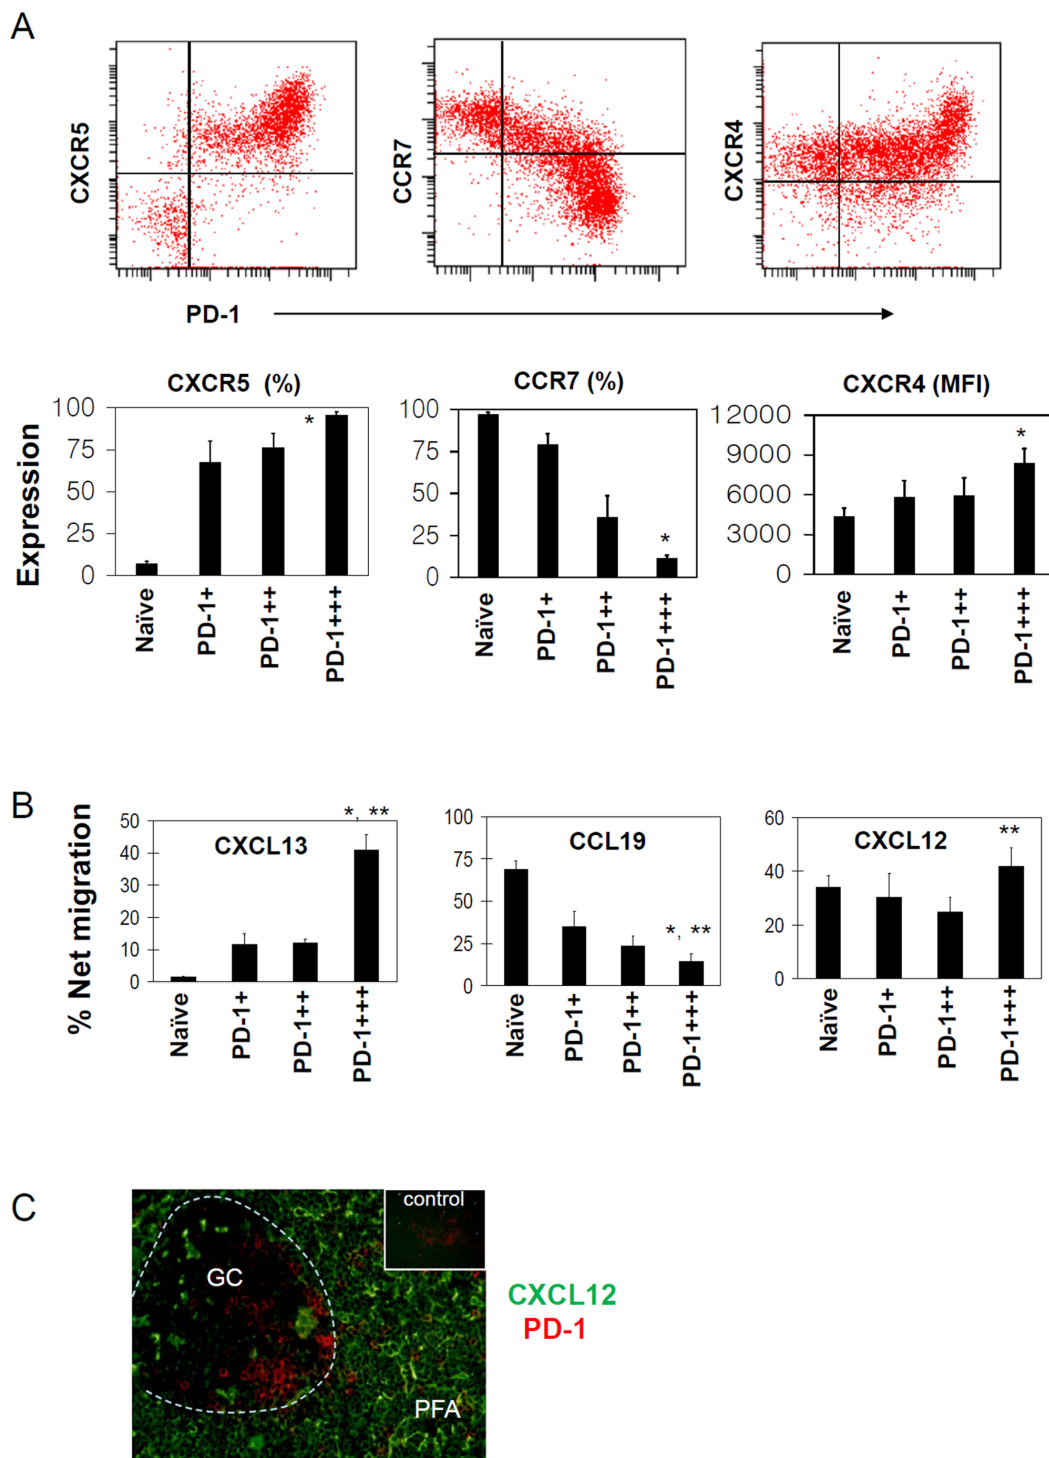 A
CXCR5
CCR7
CXCR4
PD-1
CXCR5 (%)
CCR7 (%)
CXCR4 (MFI)
Expression
100
75
50
25
0
*
Naïve
PD-1+
PD-1++
PD-1+++
100
75
50
25
0
*
Naïve
PD-1+
PD-1++
PD-1+++
12000
9000
6000
3000
0
*
Naïve
PD-1+
PD-1++
PD-1+++
B
% Net migration
CXCL13
50
40
30
20
10
0
*, **
Naïve
PD-1+
PD-1++
PD-1+++
CCL19
100
75
50
25
0
*, **
Naïve
PD-1+
PD-1++
PD-1+++
CXCL12
60
40
20
0
**
Naïve
PD-1+
PD-1++
PD-1+++
C
control
GC
PFA
CXCL12
PD-1